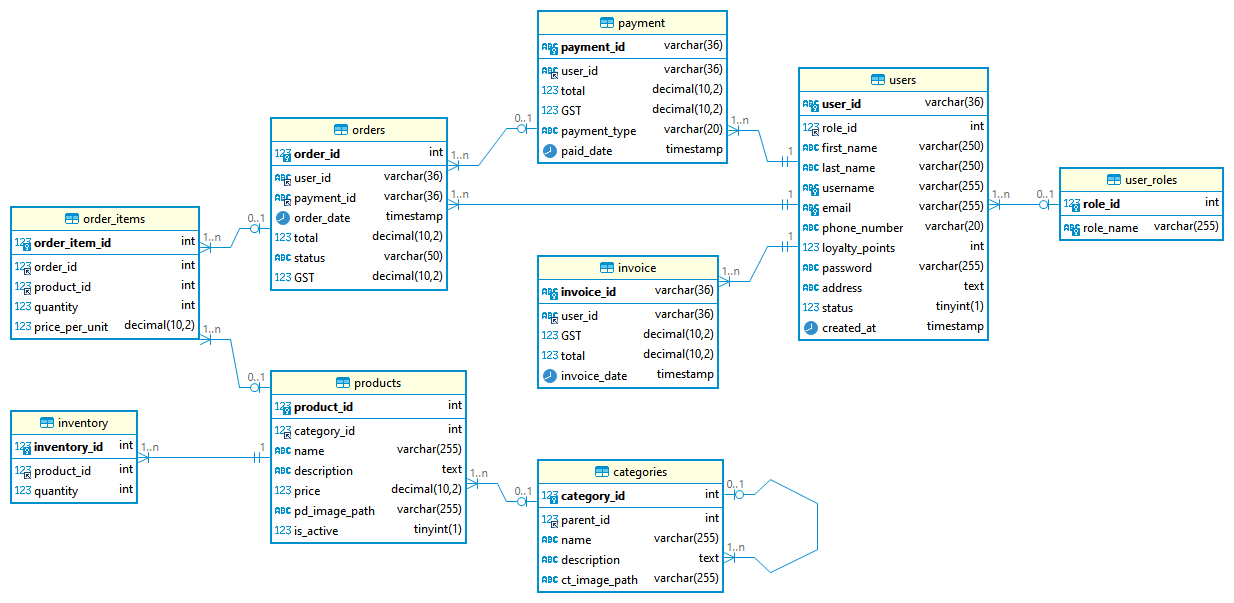 payment
payment_id varchar(36)
user_id varchar(36)
total decimal(10,2)
GST decimal(10,2)
payment_type varchar(20)
paid_date timestamp
users
user_id varchar(36)
role_id int
first_name varchar(250)
last_name varchar(250)
username varchar(255)
email varchar(255)
phone_number varchar(20)
loyalty_points int
password varchar(255)
address text
status tinyint(1)
created_at timestamp
orders
order_id int
user_id varchar(36)
payment_id varchar(36)
order_date timestamp
total decimal(10,2)
status varchar(50)
GST decimal(10,2)
user_roles
role_id int
role_name varchar(255)
order_items
order_item_id int
order_id int
product_id int
quantity int
price_per_unit decimal(10,2)
invoice
invoice_id varchar(36)
user_id varchar(36)
GST decimal(10,2)
total decimal(10,2)
invoice_date timestamp
products
product_id int
category_id int
name varchar(255)
description text
price decimal(10,2)
pd_image_path varchar(255)
is_active tinyint(1)
inventory
inventory_id int
product_id int
quantity int
categories
category_id int
parent_id int
name varchar(255)
description text
ct_image_path varchar(255)
0..1
1..n
1..n
1
1..n
1
1..n
0..1
1..n
0..1
1..n
1
1..n
0..1
1..n
1
1..n
0..1
0..1
1..n